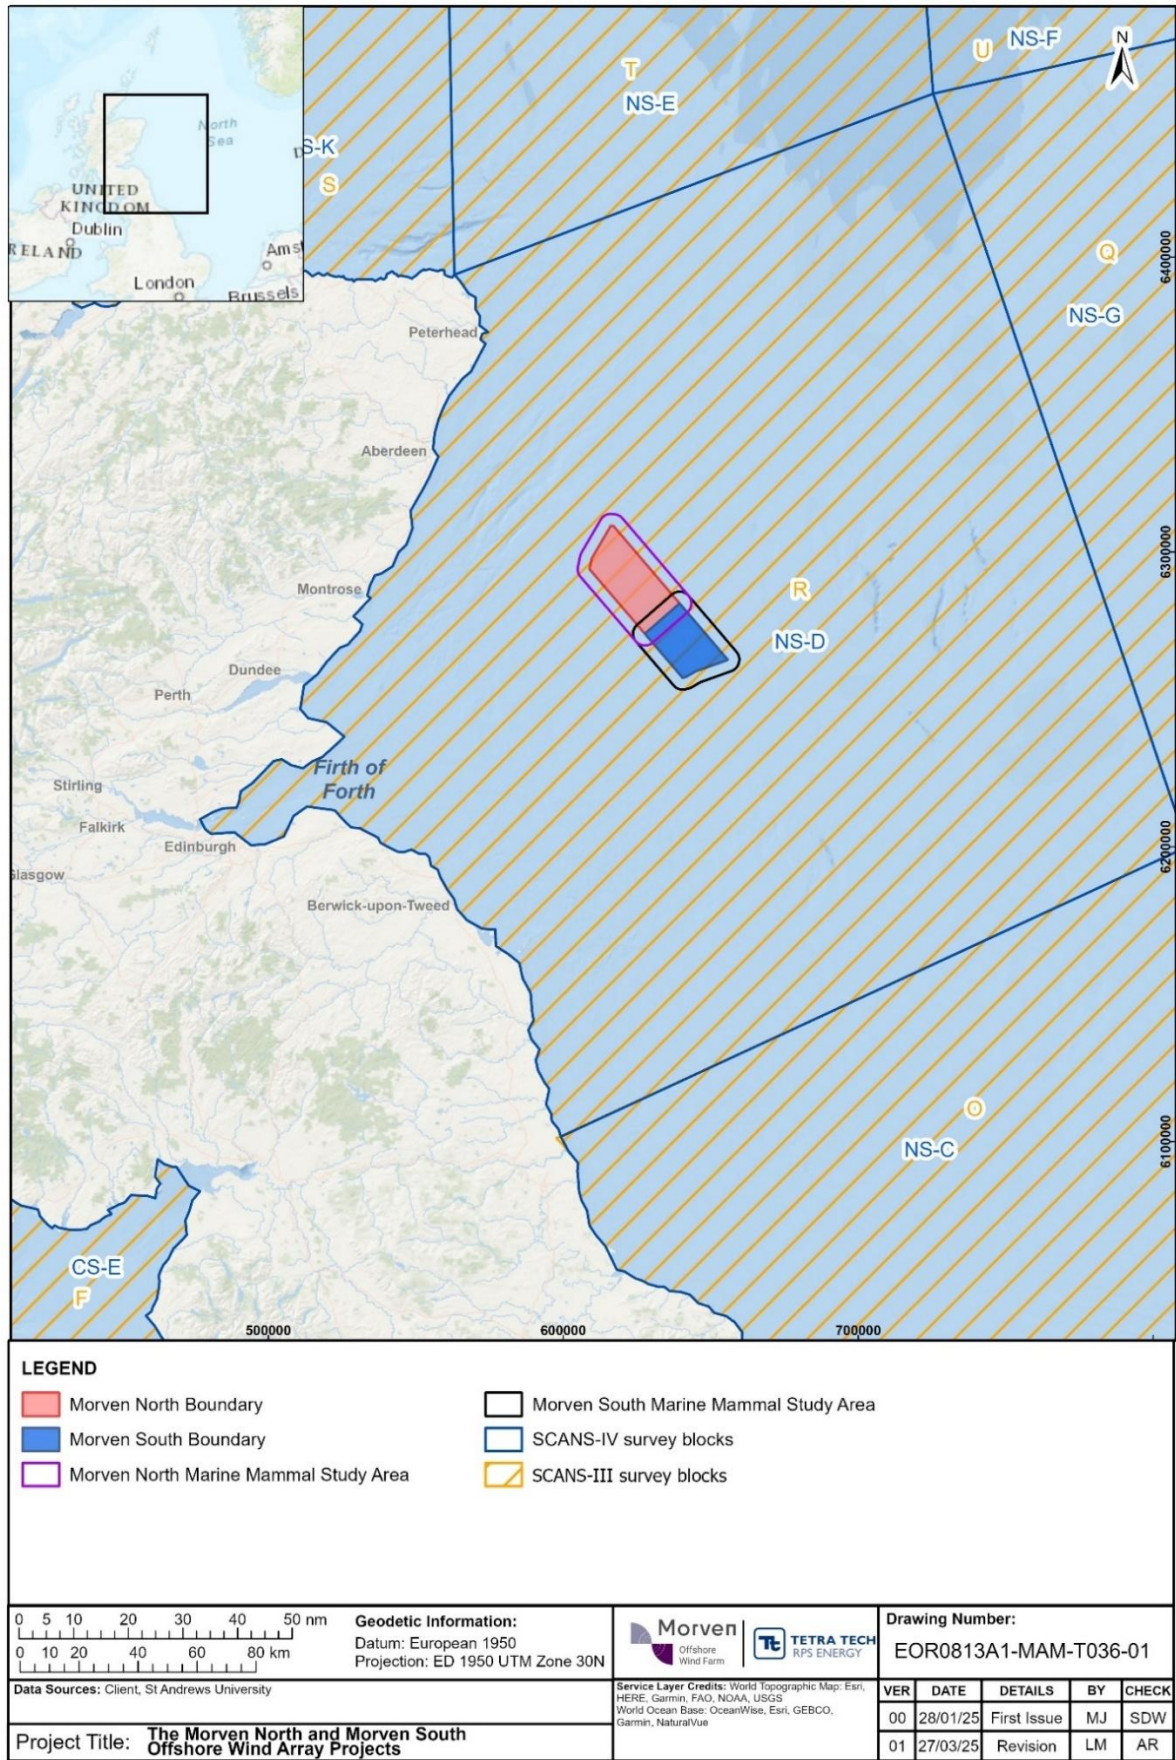 T
NS-E
U
NS-F
N
S-K
S
North
Sea
UNITED
KINGDOM
Dublin
RELAND
Amst
London
Brussels
Q
NS-G
6400000
Peterhead
Aberdeen
6300000
Montrose
R
NS-D
Dundee
Perth
Firth of
Forth
Stirling
Falkirk
Edinburgh
Glasgow
6200000
Berwick-upon-Tweed
O
NS-C
6100000
CS-E
F
500000
600000
700000
LEGEND
Morven North Boundary
Morven South Boundary
Morven North Marine Mammal Study Area
Morven South Marine Mammal Study Area
SCANS-IV survey blocks
SCANS-III survey blocks
0 5 10 20 30 40 50 nm
0 10 20 40 60 80 km
Geodetic Information:
Datum: European 1950
Projection: ED 1950 UTM Zone 30N
Morven
Offshore
Wind Farm
Tt TETRA TECH
RPS ENERGY
Drawing Number:
EOR0813A1-MAM-T036-01
Data Sources: Client, St Andrews University
Service Layer Credits: World Topographic Map: Esri,
HERE, Garmin, FAO, NOAA, USGS
World Ocean Base: OceanWise, Esri, GEBCO,
Garmin, NaturalVue
VER DATE DETAILS BY CHECK
00 28/01/25 First Issue MJ SDW
01 27/03/25 Revision LM AR
Project Title: The Morven North and Morven South
Offshore Wind Array Projects